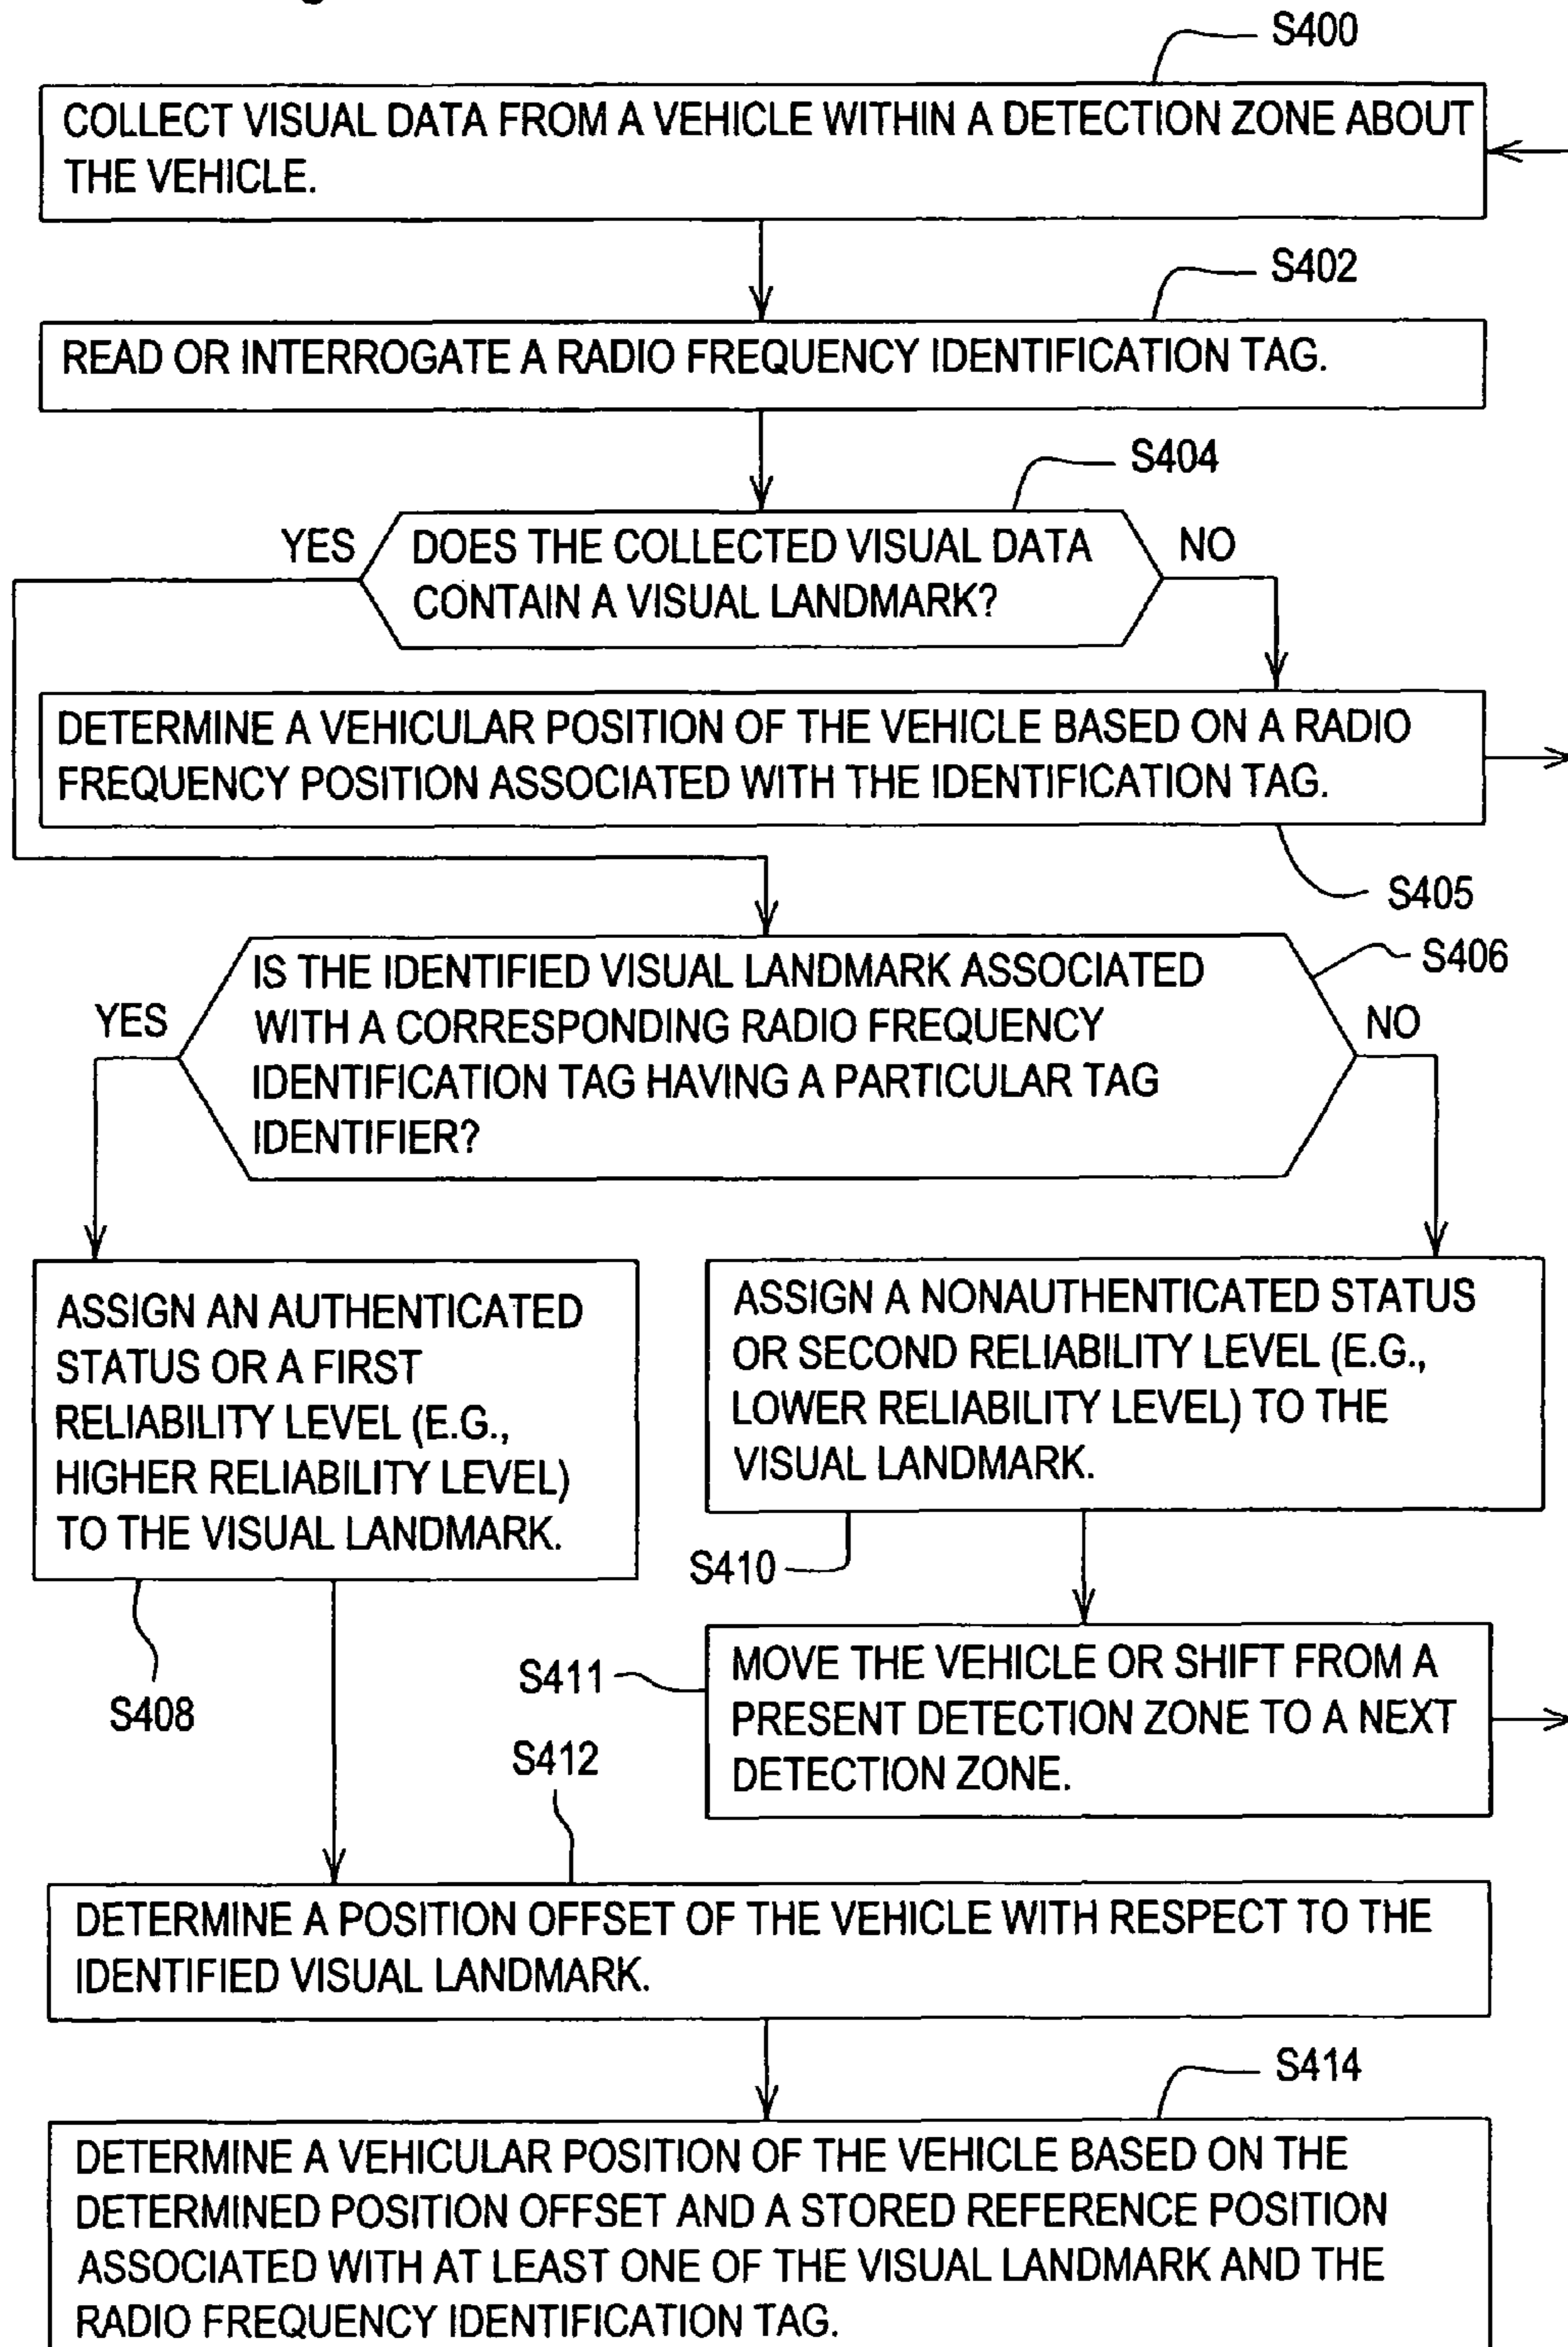 S400
COLLECT VISUAL DATA FROM A VEHICLE WITHIN A DETECTION ZONE ABOUT
THE VEHICLE.
S402
READ OR INTERROGATE A RADIO FREQUENCY IDENTIFICATION TAG.
S404
YES
DOES THE COLLECTED VISUAL DATA
CONTAIN A VISUAL LANDMARK?
NO
DETERMINE A VEHICULAR POSITION OF THE VEHICLE BASED ON A RADIO
FREQUENCY POSITION ASSOCIATED WITH THE IDENTIFICATION TAG.
S405
S406
YES
IS THE IDENTIFIED VISUAL LANDMARK ASSOCIATED
WITH A CORRESPONDING RADIO FREQUENCY
IDENTIFICATION TAG HAVING A PARTICULAR TAG
IDENTIFIER?
NO
ASSIGN AN AUTHENTICATED
STATUS OR A FIRST
RELIABILITY LEVEL (E.G.,
HIGHER RELIABILITY LEVEL)
TO THE VISUAL LANDMARK.
S408
ASSIGN A NONAUTHENTICATED STATUS
OR SECOND RELIABILITY LEVEL (E.G.,
LOWER RELIABILITY LEVEL) TO THE
VISUAL LANDMARK.
S410
S411
MOVE THE VEHICLE OR SHIFT FROM A
PRESENT DETECTION ZONE TO A NEXT
DETECTION ZONE.
S412
DETERMINE A POSITION OFFSET OF THE VEHICLE WITH RESPECT TO THE
IDENTIFIED VISUAL LANDMARK.
S414
DETERMINE A VEHICULAR POSITION OF THE VEHICLE BASED ON THE
DETERMINED POSITION OFFSET AND A STORED REFERENCE POSITION
ASSOCIATED WITH AT LEAST ONE OF THE VISUAL LANDMARK AND THE
RADIO FREQUENCY IDENTIFICATION TAG.